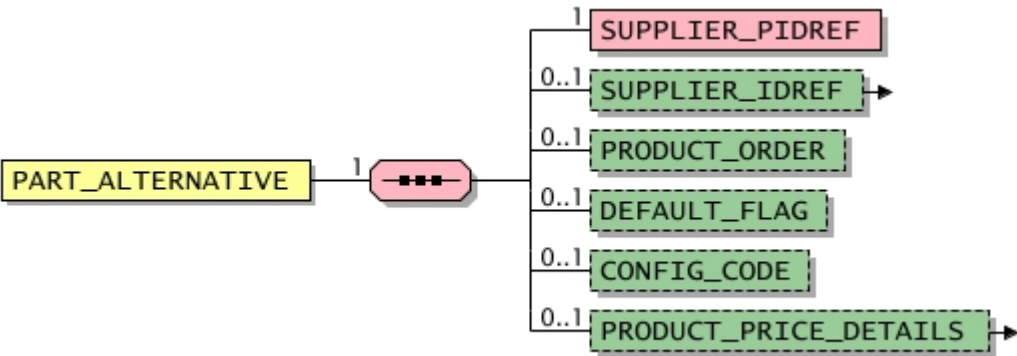 1
SUPPLIER_PIDREF
0..1
SUPPLIER_IDREF
0..1
PRODUCT_ORDER
PART_ALTERNATIVE
1
0..1
DEFAULT_FLAG
0..1
CONFIG_CODE
0..1
PRODUCT_PRICE_DETAILS